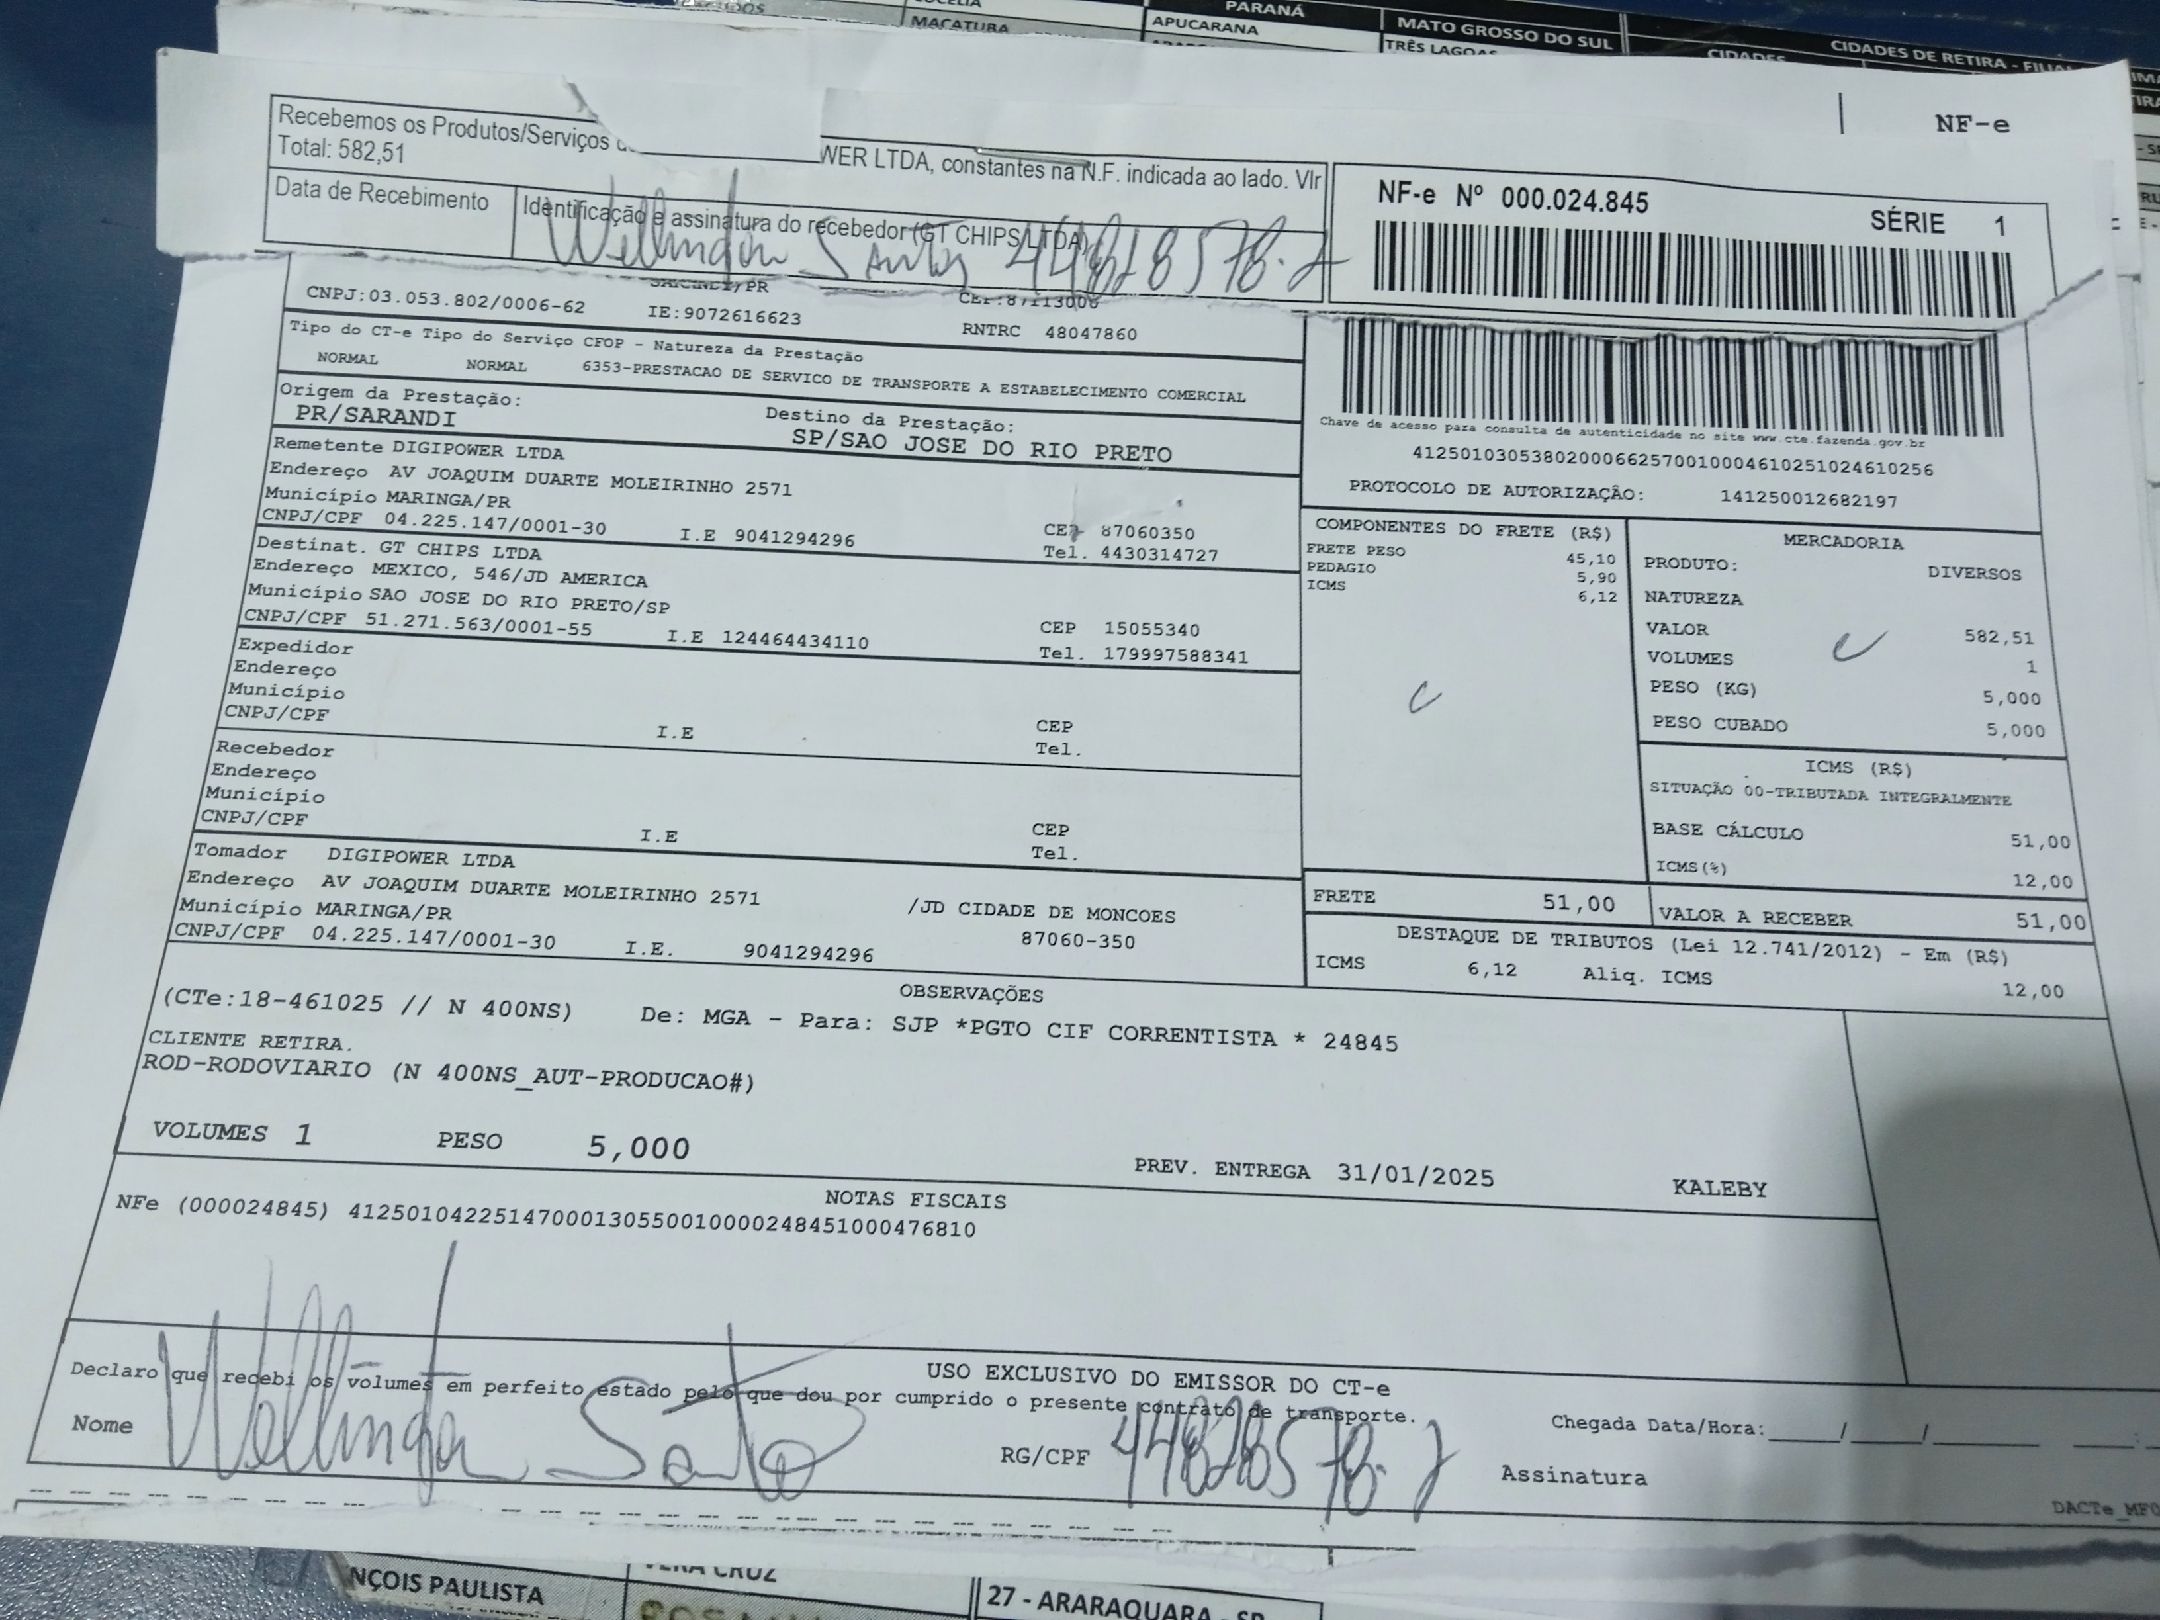 MACATURA
PARANÁ
APUCARANA
MATO GROSSO DO SUL
TRÊS LAGOAS
CIDADES
CIDADES DE RETIRA - FILIAL
NF-e
Recebemos os Produtos/Serviços
WER LTDA, constantes na N.F. indicada ao lado. Vlr
Total: 582,51
Data de Recebimento
Identificação e assinatura do recebedor (GT CHIPS LTDA)
Wellington Santos
NF-e Nº 000.024.845
SÉRIE 1
CNPJ:03.053.802/0006-62 IE:9072616623 RNTRC 48047860
Tipo do CT-e Tipo do Serviço CFOP - Natureza da Prestação
NORMAL NORMAL 6353-PRESTACAO DE SERVICO DE TRANSPORTE A ESTABELECIMENTO COMERCIAL
Origem da Prestação: Destino da Prestação:
PR/SARANDI SP/SAO JOSE DO RIO PRETO
Chave de acesso para consulta de autenticidade no site www.cte.fazenda.gov.br
41250103053802000662570010004610251024610256
PROTOCOLO DE AUTORIZAÇÃO: 141250012682197
Remetente DIGIPOWER LTDA
Endereço AV JOAQUIM DUARTE MOLEIRINHO 2571
Município MARINGA/PR CEP 87060350
CNPJ/CPF 04.225.147/0001-30 I.E 9041294296 Tel. 4430314727
Destinat. GT CHIPS LTDA
Endereço MEXICO, 546/JD AMERICA
Município SAO JOSE DO RIO PRETO/SP CEP 15055340
CNPJ/CPF 51.271.563/0001-55 I.E 124464434110 Tel. 179997588341
Expedidor
Endereço
Município CEP
CNPJ/CPF I.E Tel.
Recebedor
Endereço
Município CEP
CNPJ/CPF I.E Tel.
Tomador DIGIPOWER LTDA
Endereço AV JOAQUIM DUARTE MOLEIRINHO 2571 /JD CIDADE DE MONCOES
Município MARINGA/PR 87060-350
CNPJ/CPF 04.225.147/0001-30 I.E. 9041294296
COMPONENTES DO FRETE (R$)
FRETE PESO 45,10
PEDAGIO 5,90
ICMS 6,12
MERCADORIA
PRODUTO: DIVERSOS
NATUREZA
VALOR 582,51
VOLUMES 1
PESO (KG) 5,000
PESO CUBADO 5,000
ICMS (R$)
SITUAÇÃO 00-TRIBUTADA INTEGRALMENTE
BASE CÁLCULO 51,00
ICMS(%) 12,00
FRETE 51,00 VALOR A RECEBER 51,00
DESTAQUE DE TRIBUTOS (Lei 12.741/2012) - Em (R$)
ICMS 6,12 Aliq. ICMS 12,00
OBSERVAÇÕES
(CTe:18-461025 // N 400NS) De: MGA - Para: SJP *PGTO CIF CORRENTISTA * 24845
CLIENTE RETIRA.
ROD-RODOVIARIO (N 400NS_AUT-PRODUCAO#)
VOLUMES 1 PESO 5,000 PREV. ENTREGA 31/01/2025 KALEBY
NOTAS FISCAIS
NFe (000024845) 41250104225147000130550010000248451000476810
USO EXCLUSIVO DO EMISSOR DO CT-e
Declaro que recebi os volumes em perfeito estado pelo que dou por cumprido o presente contrato de transporte.
Chegada Data/Hora:
Nome Wellington Santos RG/CPF Assinatura
NÇOIS PAULISTA
VERA CRUZ
27 - ARARAQUARA - SP